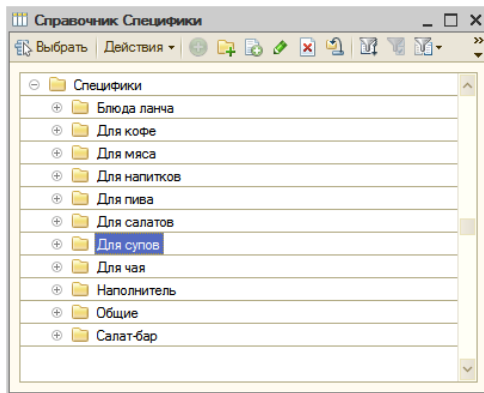 Справочник Специфики
Выбрать Действия
Специфики
Блюда ланча
Для кофе
Для мяса
Для напитков
Для пива
Для салатов
Для супов
Для чая
Наполнитель
Общие
Салат-бар